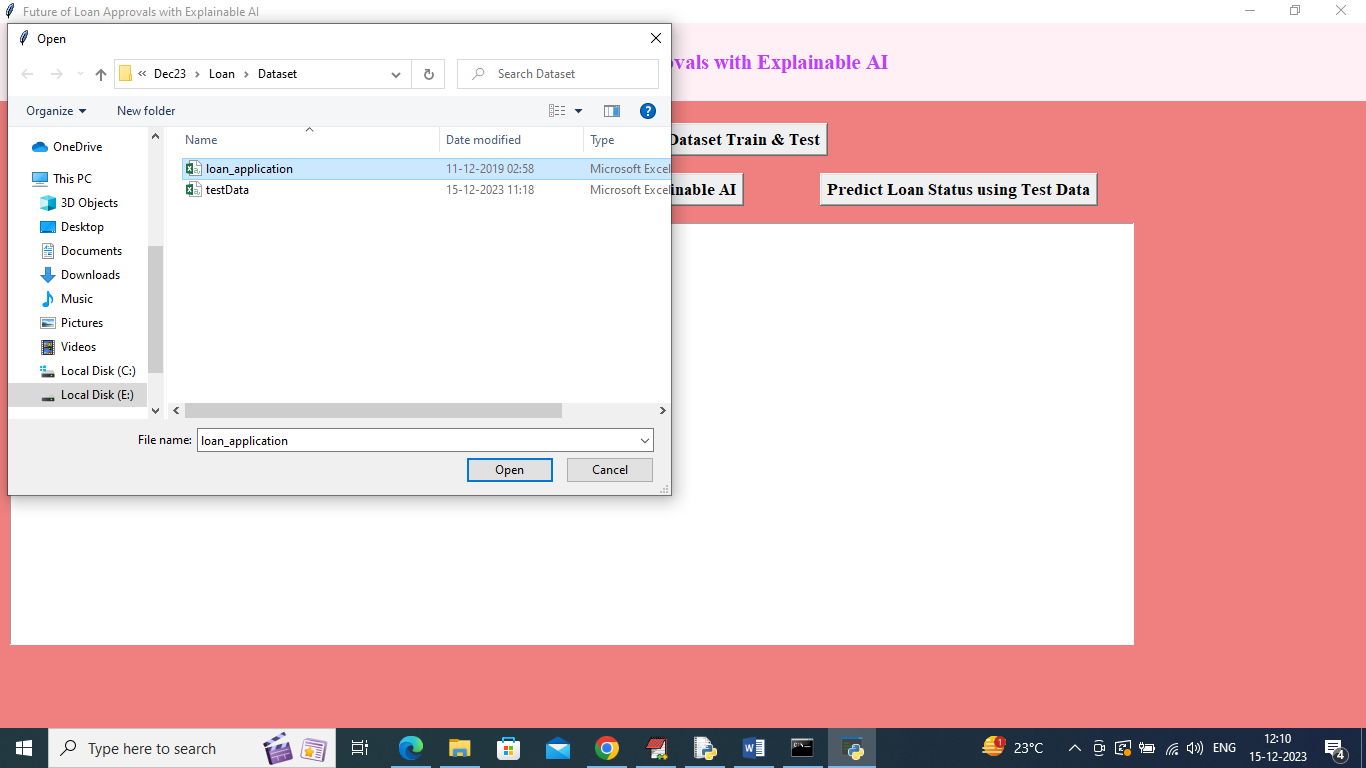 Future of Loan Approvals with Explainable AI
Open
vals with Explainable AI
« Dec23 › Loan › Dataset
Search Dataset
Organize
New folder
Dataset Train & Test
Name
Date modified
Type
OneDrive
This PC
3D Objects
Desktop
Documents
Downloads
Music
Pictures
Videos
Local Disk (C:)
Local Disk (E:)
loan_application 11-12-2019 02:58 Microsoft Excel
testData 15-12-2023 11:18 Microsoft Excel
inable AI
Predict Loan Status using Test Data
File name: loan_application
Open
Cancel
Type here to search
1
23°C
ENG
12:10
15-12-2023
4